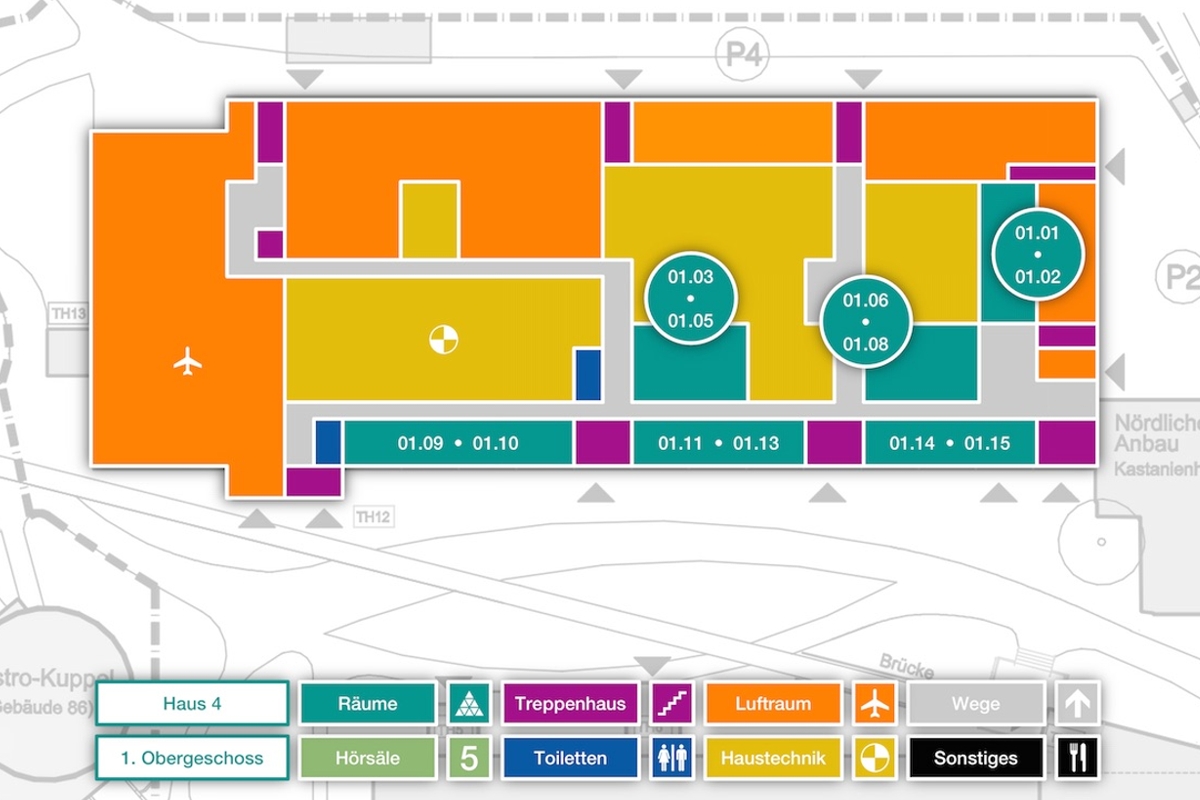 P4
01.01
•
01.02
01.03
•
01.05
P2
01.06
•
01.08
TH13
Nördliche
Anbau
01.09 • 01.10
01.11 • 01.13
01.14 • 01.15
TH12
Brücke
Haus 4
Räume
Treppenhaus
Luftraum
Wege
1. Obergeschoss
Hörsäle
5
Toiletten
Haustechnik
Sonstiges
stro-Kuppel
Gebäude 86)
Kastanienh